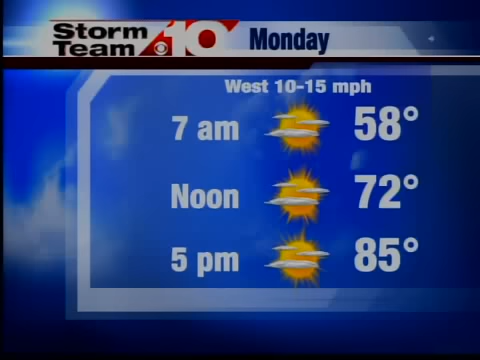 Storm
Team 10
Monday
West 10-15 mph
7 am 58°
Noon 72°
5 pm 85°